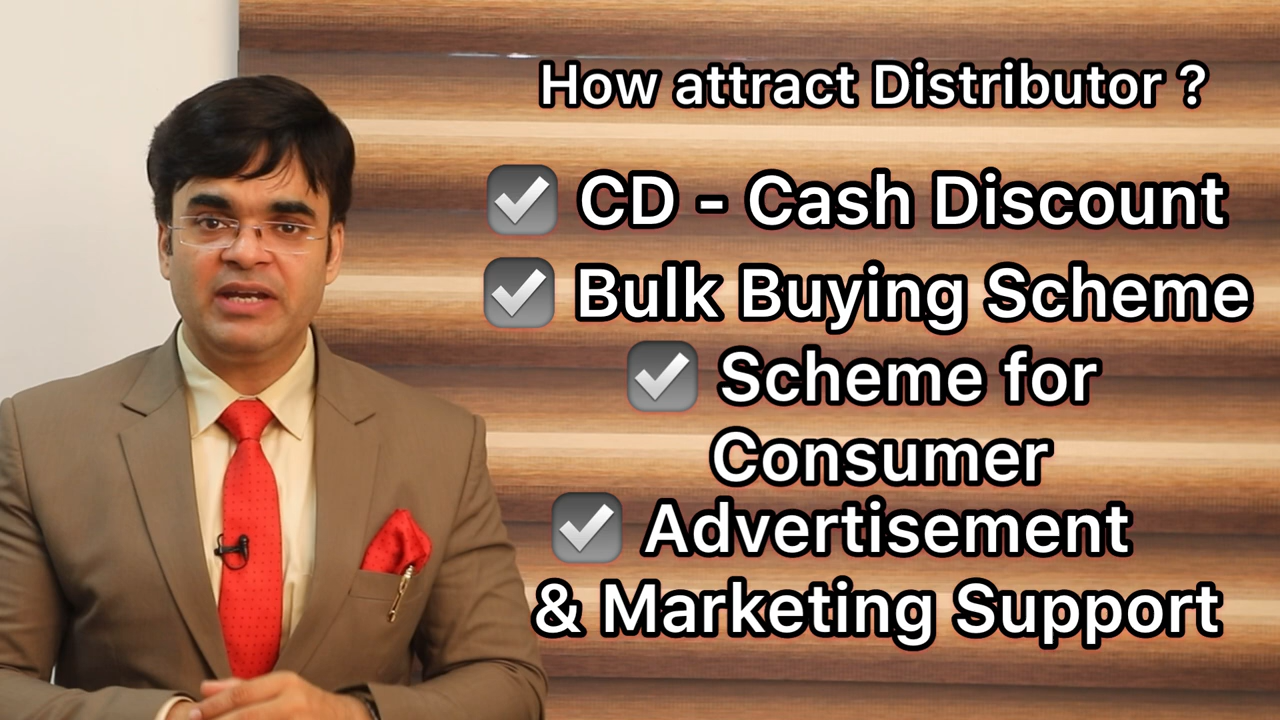 How attract Distributor ?
☑ CD - Cash Discount
☑ Bulk Buying Scheme
☑ Scheme for
Consumer
☑ Advertisement
& Marketing Support